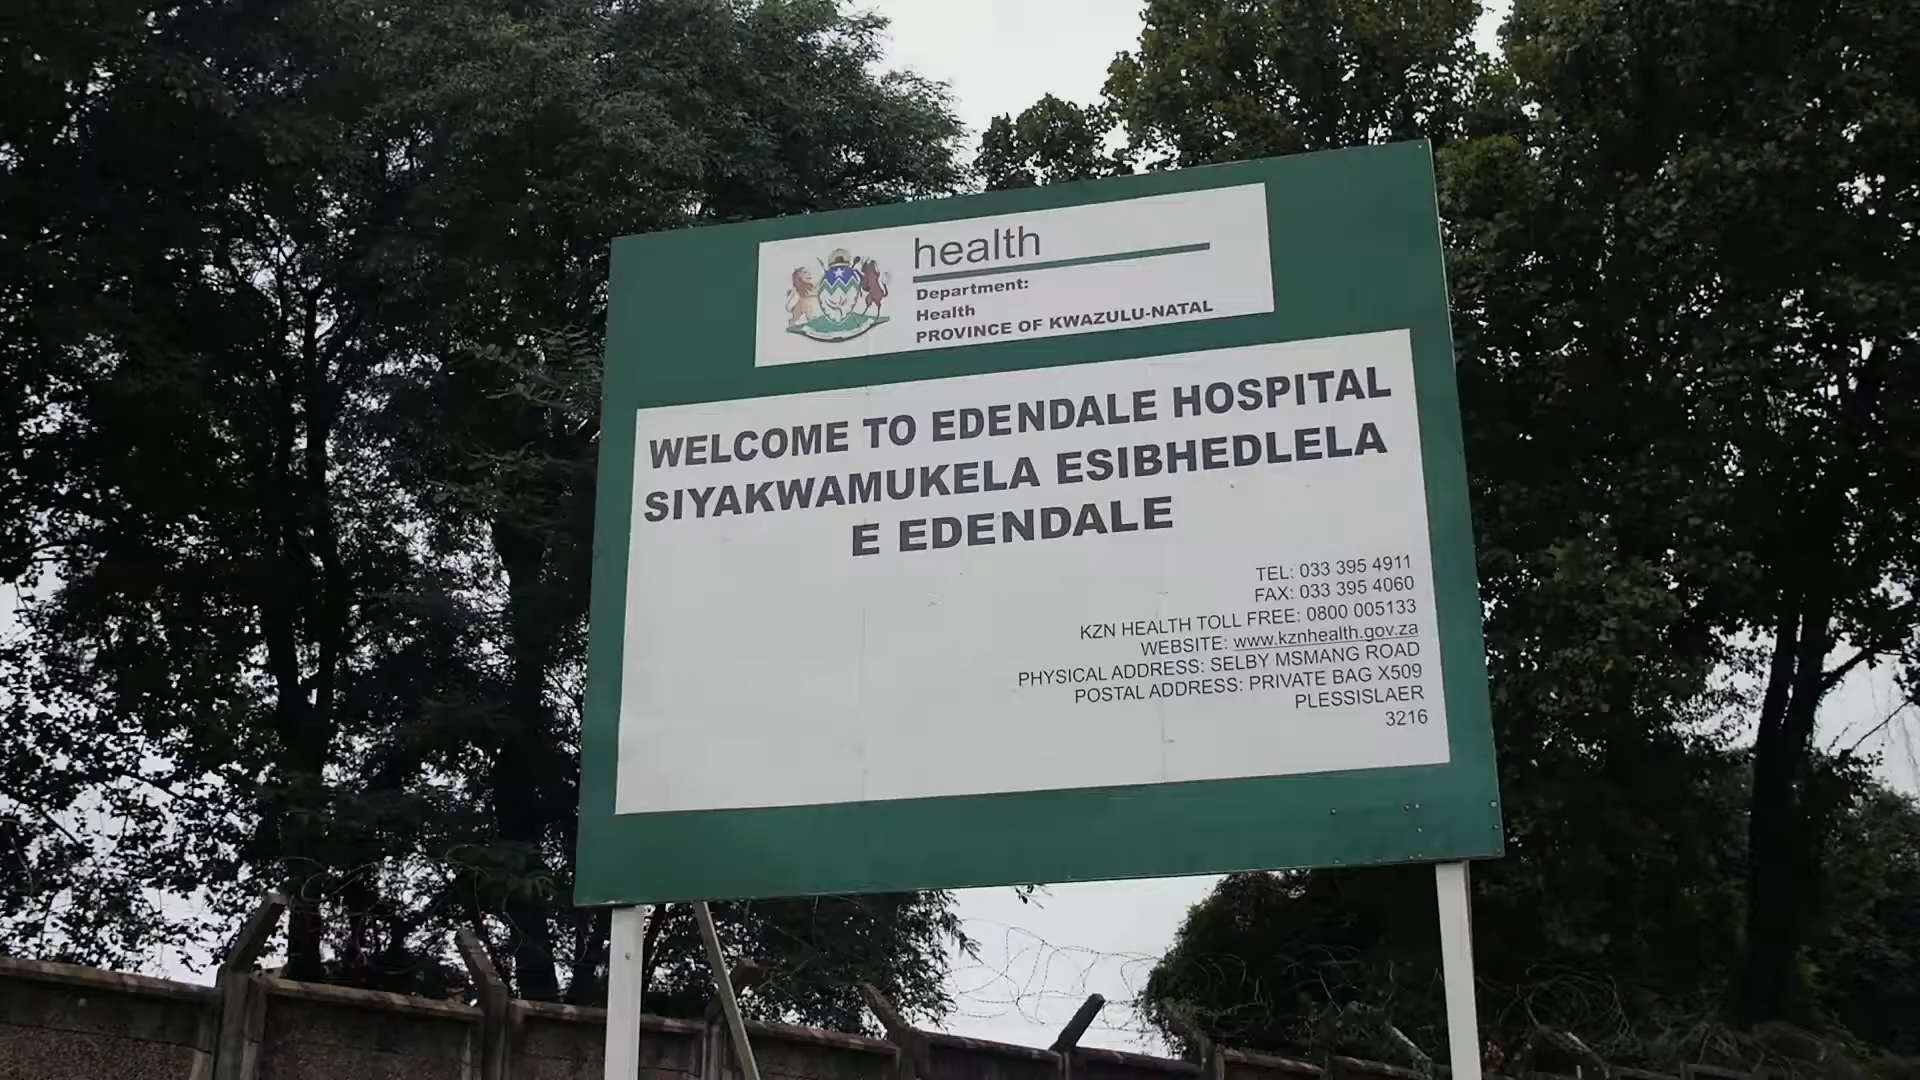 health
Department:
Health
PROVINCE OF KWAZULU-NATAL
WELCOME TO EDENDALE HOSPITAL
SIYAKWAMUKELA ESIBHEDLELA
E EDENDALE
TEL: 033 395 4911
FAX: 033 395 4060
KZN HEALTH TOLL FREE: 0800 005133
WEBSITE: www.kznhealth.gov.za
PHYSICAL ADDRESS: SELBY MSMANG ROAD
POSTAL ADDRESS: PRIVATE BAG X509
PLESSISLAER
3216